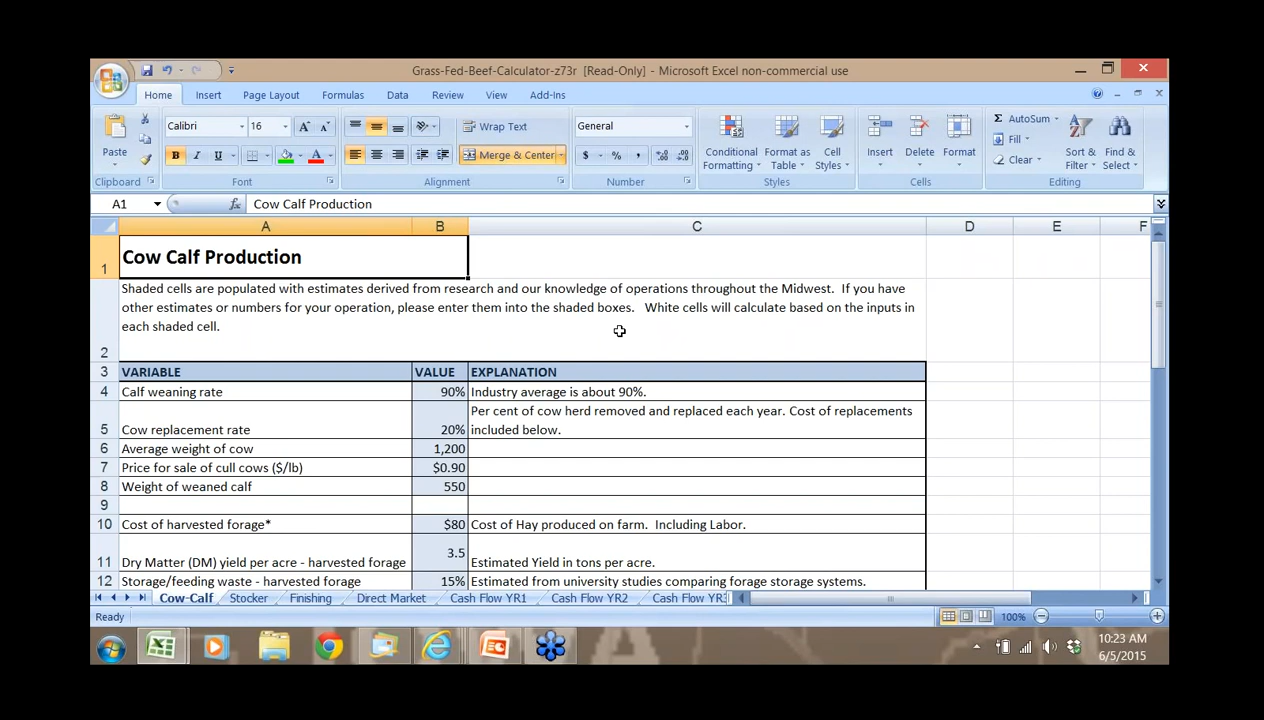 Grass-Fed-Beef-Calculator-z73r [Read-Only] - Microsoft Excel non-commercial use
Home Insert Page Layout Formulas Data Review View Add-Ins
Paste
Calibri 16
Wrap Text
Merge & Center
General
Conditional Formatting
Format as Table
Cell Styles
Insert
Delete
Format
AutoSum
Fill
Clear
Sort & Filter
Find & Select
Clipboard Font Alignment Number Styles Cells Editing
A1 fx Cow Calf Production
A B C D E F
1 Cow Calf Production
Shaded cells are populated with estimates derived from research and our knowledge of operations throughout the Midwest. If you have
other estimates or numbers for your operation, please enter them into the shaded boxes. White cells will calculate based on the inputs in
each shaded cell.
2
3 VARIABLE VALUE EXPLANATION
4 Calf weaning rate 90% Industry average is about 90%.
Per cent of cow herd removed and replaced each year. Cost of replacements
5 Cow replacement rate 20% included below.
6 Average weight of cow 1,200
7 Price for sale of cull cows ($/lb) $0.90
8 Weight of weaned calf 550
9
10 Cost of harvested forage* $80 Cost of Hay produced on farm. Including Labor.
3.5
11 Dry Matter (DM) yield per acre - harvested forage Estimated Yield in tons per acre.
12 Storage/feeding waste - harvested forage 15% Estimated from university studies comparing forage storage systems.
Cow-Calf Stocker Finishing Direct Market Cash Flow YR1 Cash Flow YR2 Cash Flow YR3
Ready 100%
10:23 AM
6/5/2015